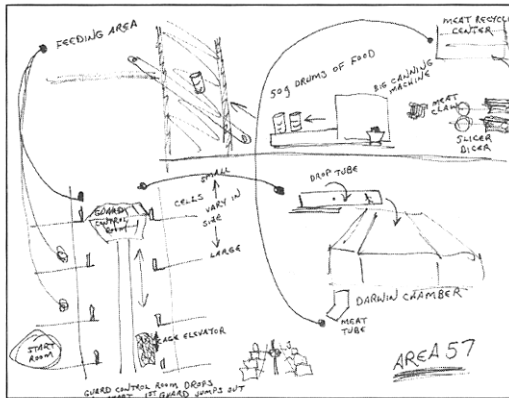 FEEDING AREA
MEAT RECYCLE
CENTER
50g DRUMS OF FOOD
BIG CANNING
MACHINE
MEAT
CLAW
SLICER
DICER
SMALL
CELLS
VARY IN
SIZE
LARGE
GUARD
CONTROL
ROOM
DROP TUBE
DARWIN CHAMBER
MEAT
TUBE
START
ROOM
CAGE ELEVATOR
AREA 57
GUARD CONTROL ROOM DROPS
1ST GUARD JUMPS OUT